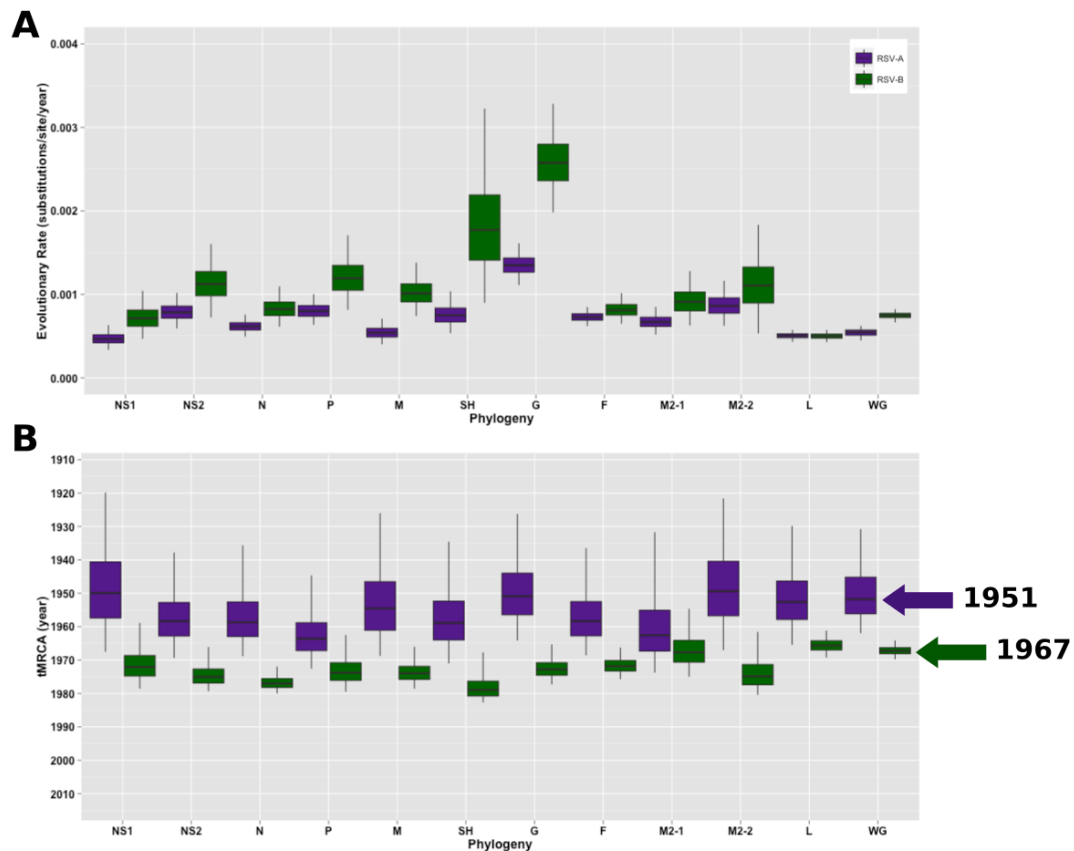 A
Evolutionary Rate (substitutions/site/year)
0.004
0.003
0.002
0.001
0.000
RSV-A
RSV-B
NS1 NS2 N P M SH G F M2-1 M2-2 L WG
Phylogeny
B
tMRCA (year)
1910
1920
1930
1940
1950
1960
1970
1980
1990
2000
2010
1951
1967
NS1 NS2 N P M SH G F M2-1 M2-2 L WG
Phylogeny